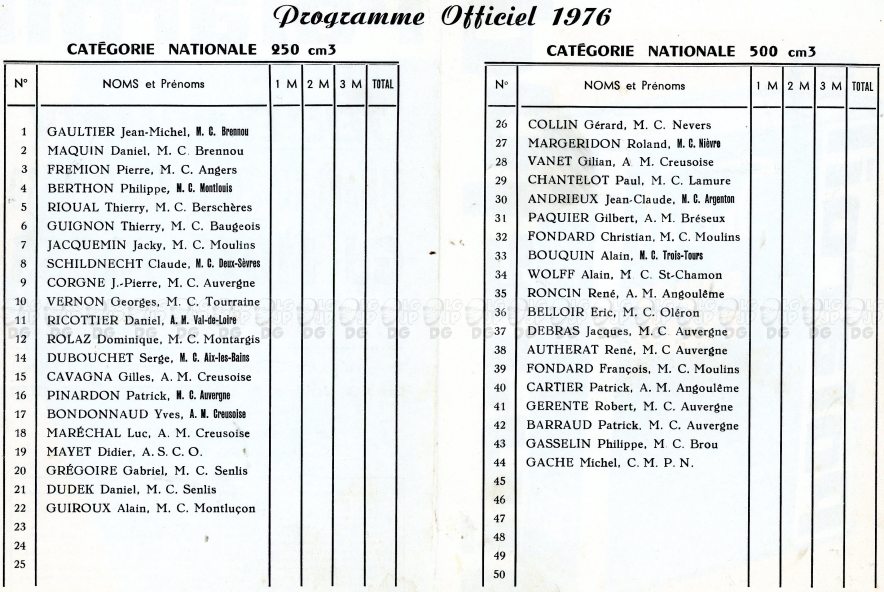 Programme Officiel 1976
CATÉGORIE NATIONALE 250 cm3
N° NOMS et Prénoms 1 M 2 M 3 M TOTAL
1 GAULTIER Jean-Michel, M. C. Brennou
2 MAQUIN Daniel, M. C. Brennou
3 FREMION Pierre, M. C. Angers
4 BERTHON Philippe, M. C. Montlouis
5 RIOUAL Thierry, M. C. Berschères
6 GUIGNON Thierry, M. C. Baugeois
7 JACQUEMIN Jacky, M. C. Moulins
8 SCHILDNECHT Claude, M. C. Deux-Sèvres
9 CORGNE J.-Pierre, M. C. Auvergne
10 VERNON Georges, M. C. Tourraine
11 RICOTTIER Daniel, A. M. Val-de-Loire
12 ROLAZ Dominique, M. C. Montargis
14 DUBOUCHET Serge, M. C. Aix-les-Bains
15 CAVAGNA Gilles, A. M. Creusoise
16 PINARDON Patrick, M. C. Auvergne
17 BONDONNAUD Yves, A. M. Creusoise
18 MARÉCHAL Luc, A. M. Creusoise
19 MAYET Didier, A. S. C. O.
20 GRÉGOIRE Gabriel, M. C. Senlis
21 DUDEK Daniel, M. C. Senlis
22 GUIROUX Alain, M. C. Montluçon
23
24
25
CATÉGORIE NATIONALE 500 cm3
N° NOMS et Prénoms 1 M 2 M 3 M TOTAL
26 COLLIN Gérard, M. C. Nevers
27 MARGERIDON Roland, M. C. Nièvre
28 VANET Gilian, A. M. Creusoise
29 CHANTELOT Paul, M. C. Lamure
30 ANDRIEUX Jean-Claude, M. C. Argenton
31 PAQUIER Gilbert, A. M. Bréseux
32 FONDARD Christian, M. C. Moulins
33 BOUQUIN Alain, M. C. Trois-Tours
34 WOLFF Alain, M C. St-Chamon
35 RONCIN René, A. M. Angoulême
36 BELLOIR Eric, M. C. Oléron
37 DEBRAS Jacques, M. C. Auvergne
38 AUTHERAT René, M. C Auvergne
39 FONDARD François, M. C. Moulins
40 CARTIER Patrick, A. M. Angoulême
41 GERENTE Robert, M. C. Auvergne
42 BARRAUD Patrick, M. C. Auvergne
43 GASSELIN Philippe, M. C. Brou
44 GACHE Michel, C. M. P. N.
45
46
47
48
49
50